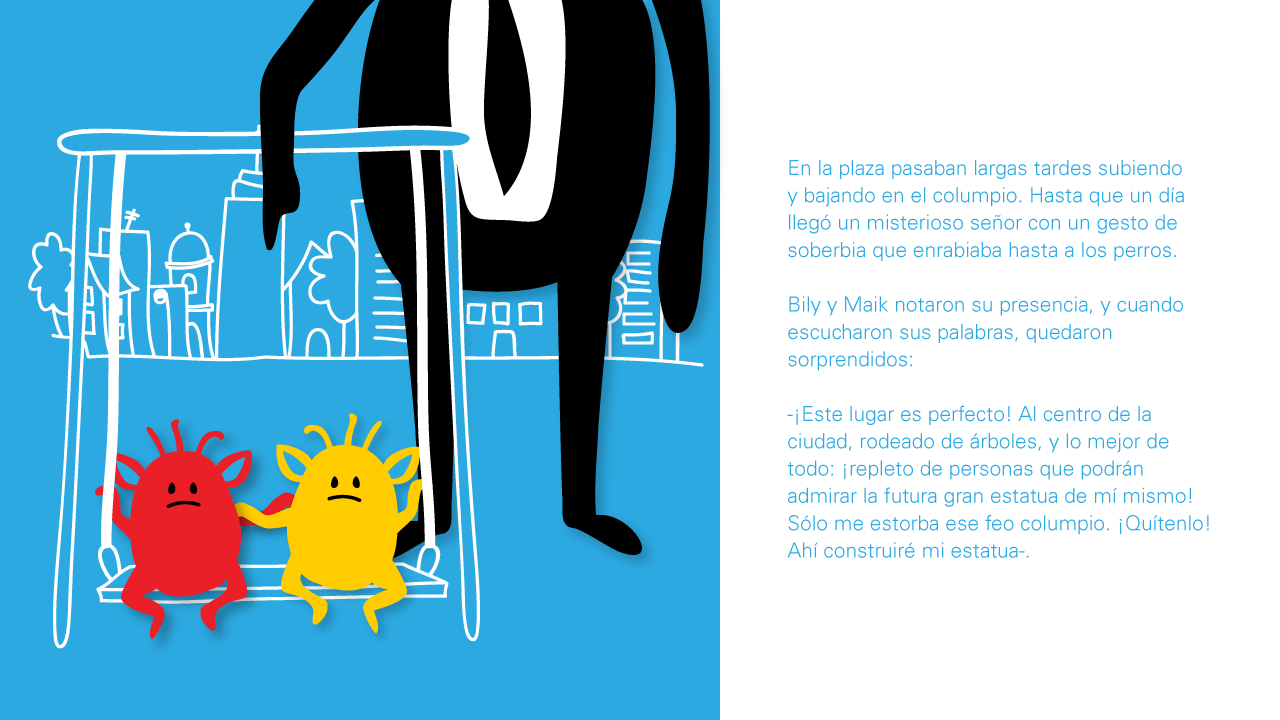 En la plaza pasaban largas tardes subiendo
y bajando en el columpio. Hasta que un día
llegó un misterioso señor con un gesto de
soberbia que enrabiaba hasta a los perros.
Bily y Maik notaron su presencia, y cuando
escucharon sus palabras, quedaron
sorprendidos:
-¡Este lugar es perfecto! Al centro de la
ciudad, rodeado de árboles, y lo mejor de
todo: ¡repleto de personas que podrán
admirar la futura gran estatua de mí mismo!
Sólo me estorba ese feo columpio. ¡Quítenlo!
Ahí construiré mi estatua-.